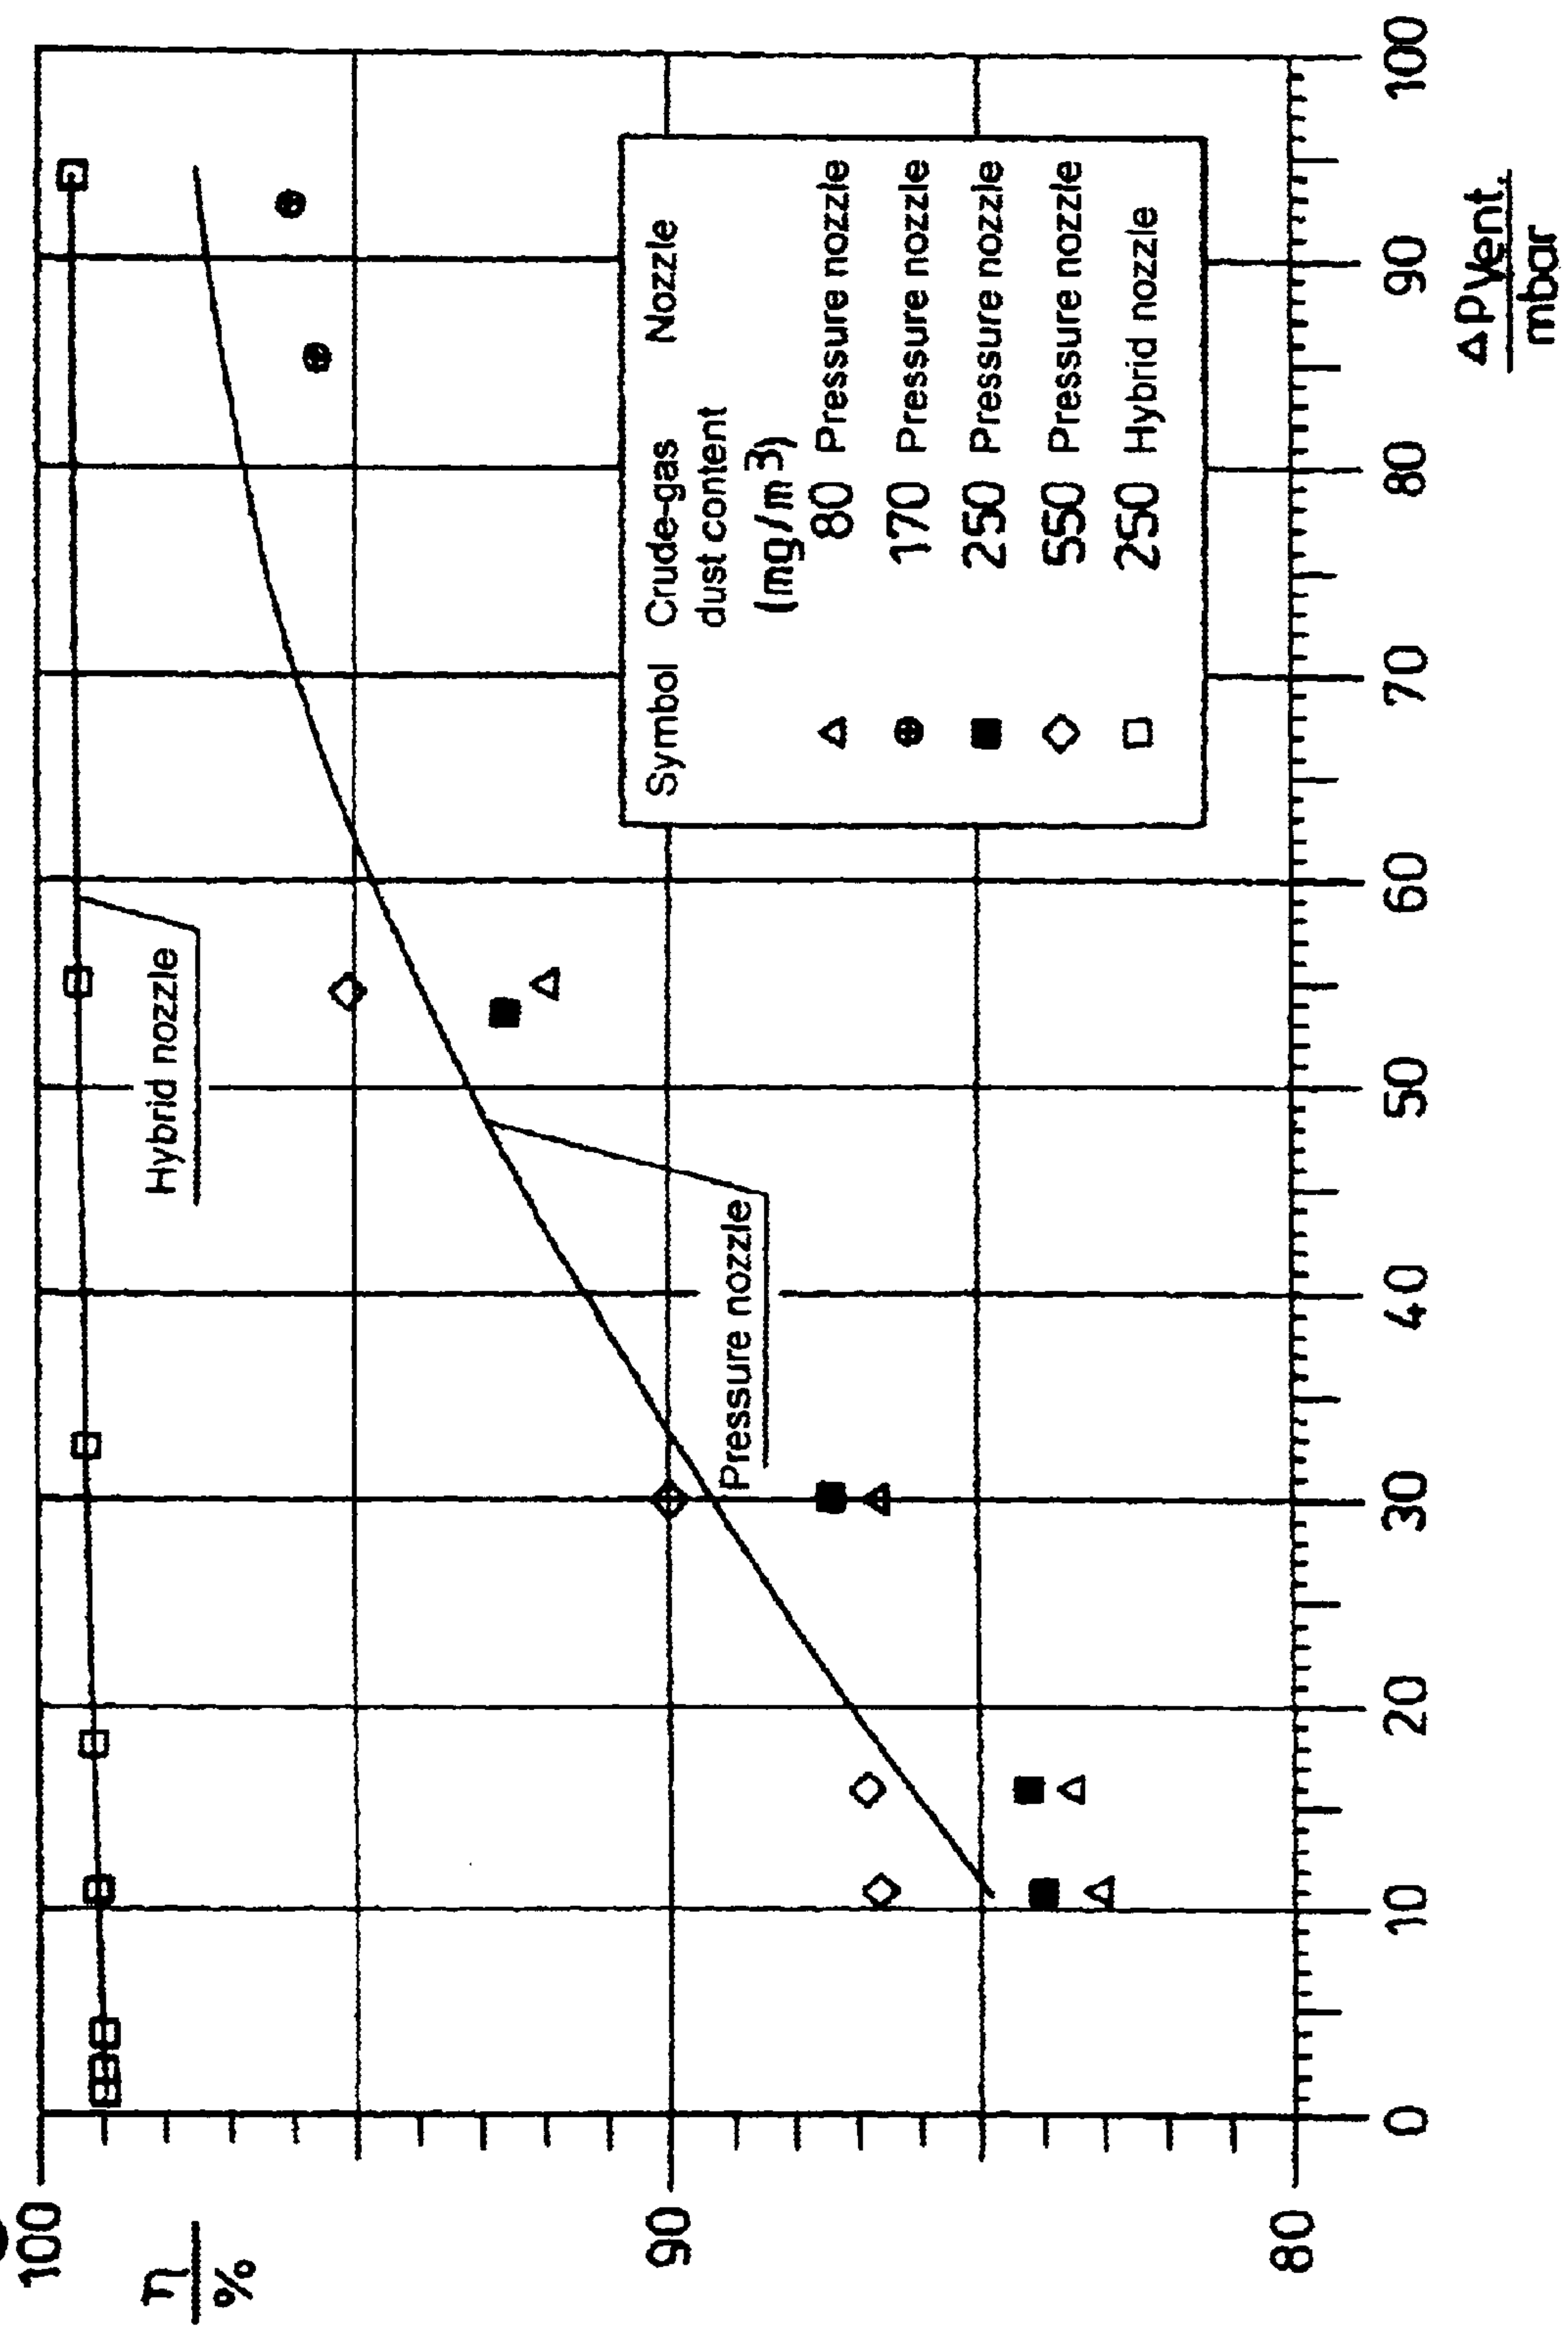 100
η
%
90
80
Hybrid nozzle
Pressure nozzle
Symbol Crude-gas Nozzle
dust content
(mg/m³)
△ 80 Pressure nozzle
⊕ 170 Pressure nozzle
■ 250 Pressure nozzle
◇ 550 Pressure nozzle
□ 250 Hybrid nozzle
0 10 20 30 40 50 60 70 80 90 100
ΔPVent.
mbar